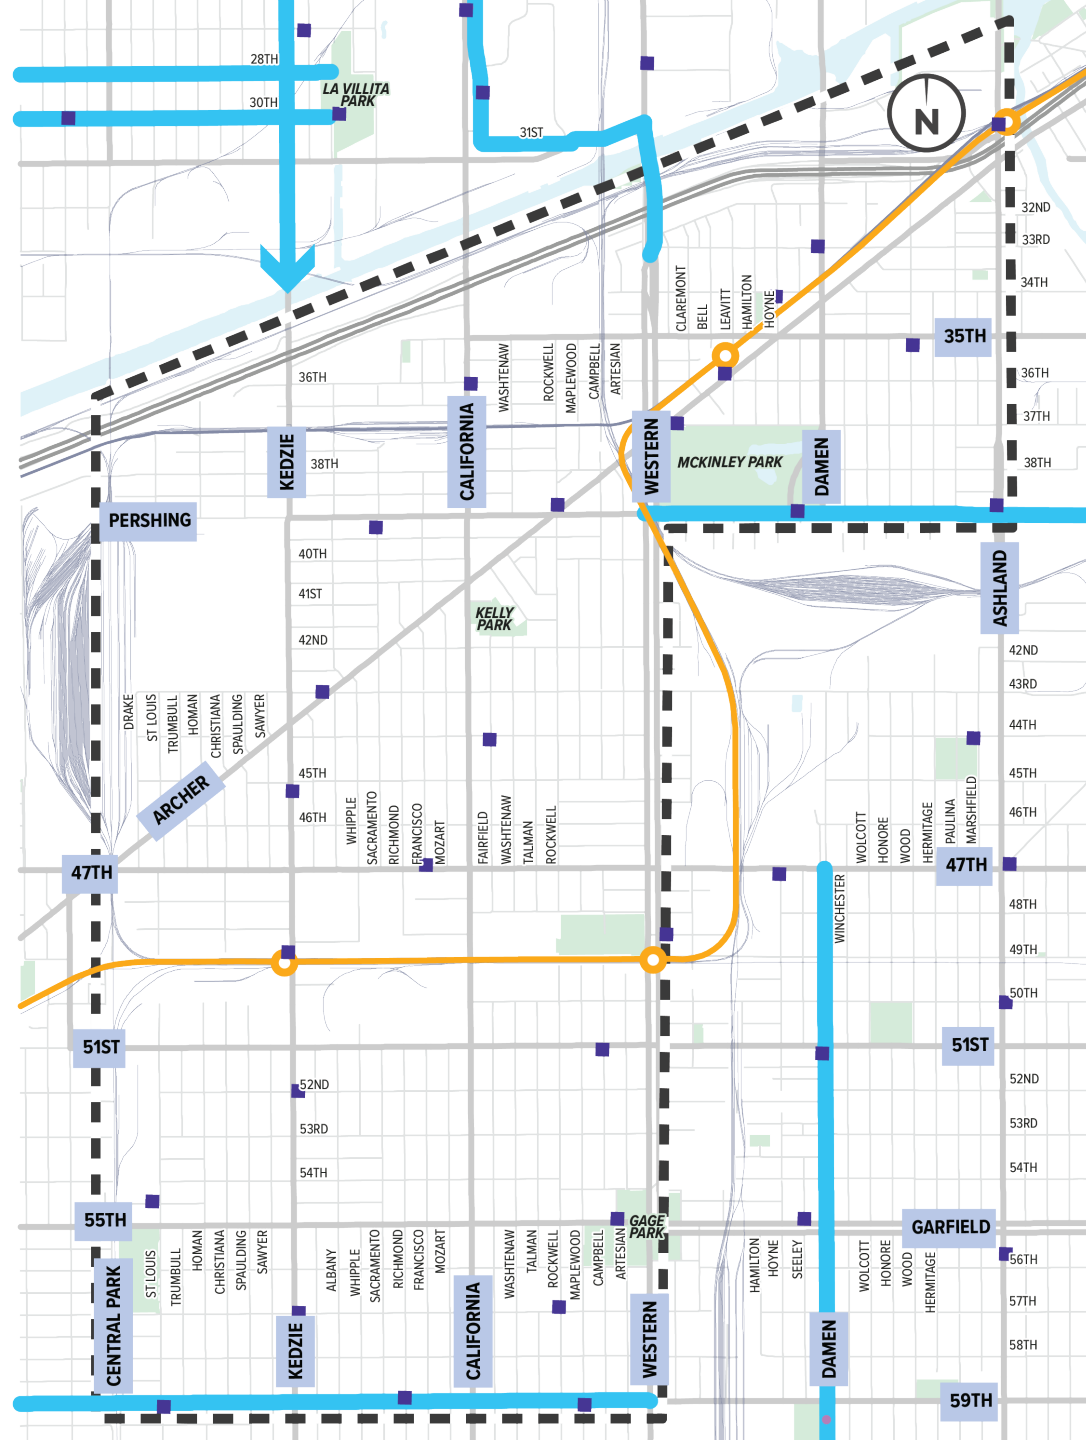 28TH
LA VILLITA
PARK
30TH
31ST
N
32ND
33RD
34TH
CLAREMONT
BELL
LEAVITT
HAMILTON
HOYNE
35TH
36TH
WASHTENAW
ROCKWELL
MAPLEWOOD
CAMPBELL
ARTESIAN
36TH
37TH
KEDZIE
38TH
CALIFORNIA
WESTERN
MCKINLEY PARK
DAMEN
38TH
PERSHING
40TH
41ST
42ND
KELLY
PARK
ASHLAND
42ND
43RD
44TH
45TH
46TH
DRAKE
ST LOUIS
TRUMBULL
HOMAN
CHRISTIANA
SPAULDING
SAWYER
ARCHER
45TH
46TH
WHIPPLE
SACRAMENTO
RICHMOND
FRANCISCO
MOZART
FAIRFIELD
WASHTENAW
TALMAN
ROCKWELL
WOLCOTT
HONORE
WOOD
HERMITAGE
PAULINA
MARSHFIELD
47TH
47TH
WINCHESTER
48TH
49TH
50TH
51ST
51ST
52ND
53RD
54TH
52ND
53RD
54TH
55TH
GAGE
PARK
GARFIELD
ST LOUIS
TRUMBULL
HOMAN
CHRISTIANA
SPAULDING
SAWYER
ALBANY
WHIPPLE
SACRAMENTO
RICHMOND
FRANCISCO
MOZART
WASHTENAW
TALMAN
ROCKWELL
MAPLEWOOD
CAMPBELL
ARTESIAN
HAMILTON
HOYNE
SEELEY
WOLCOTT
HONORE
WOOD
HERMITAGE
56TH
57TH
58TH
CENTRAL PARK
KEDZIE
CALIFORNIA
WESTERN
DAMEN
59TH